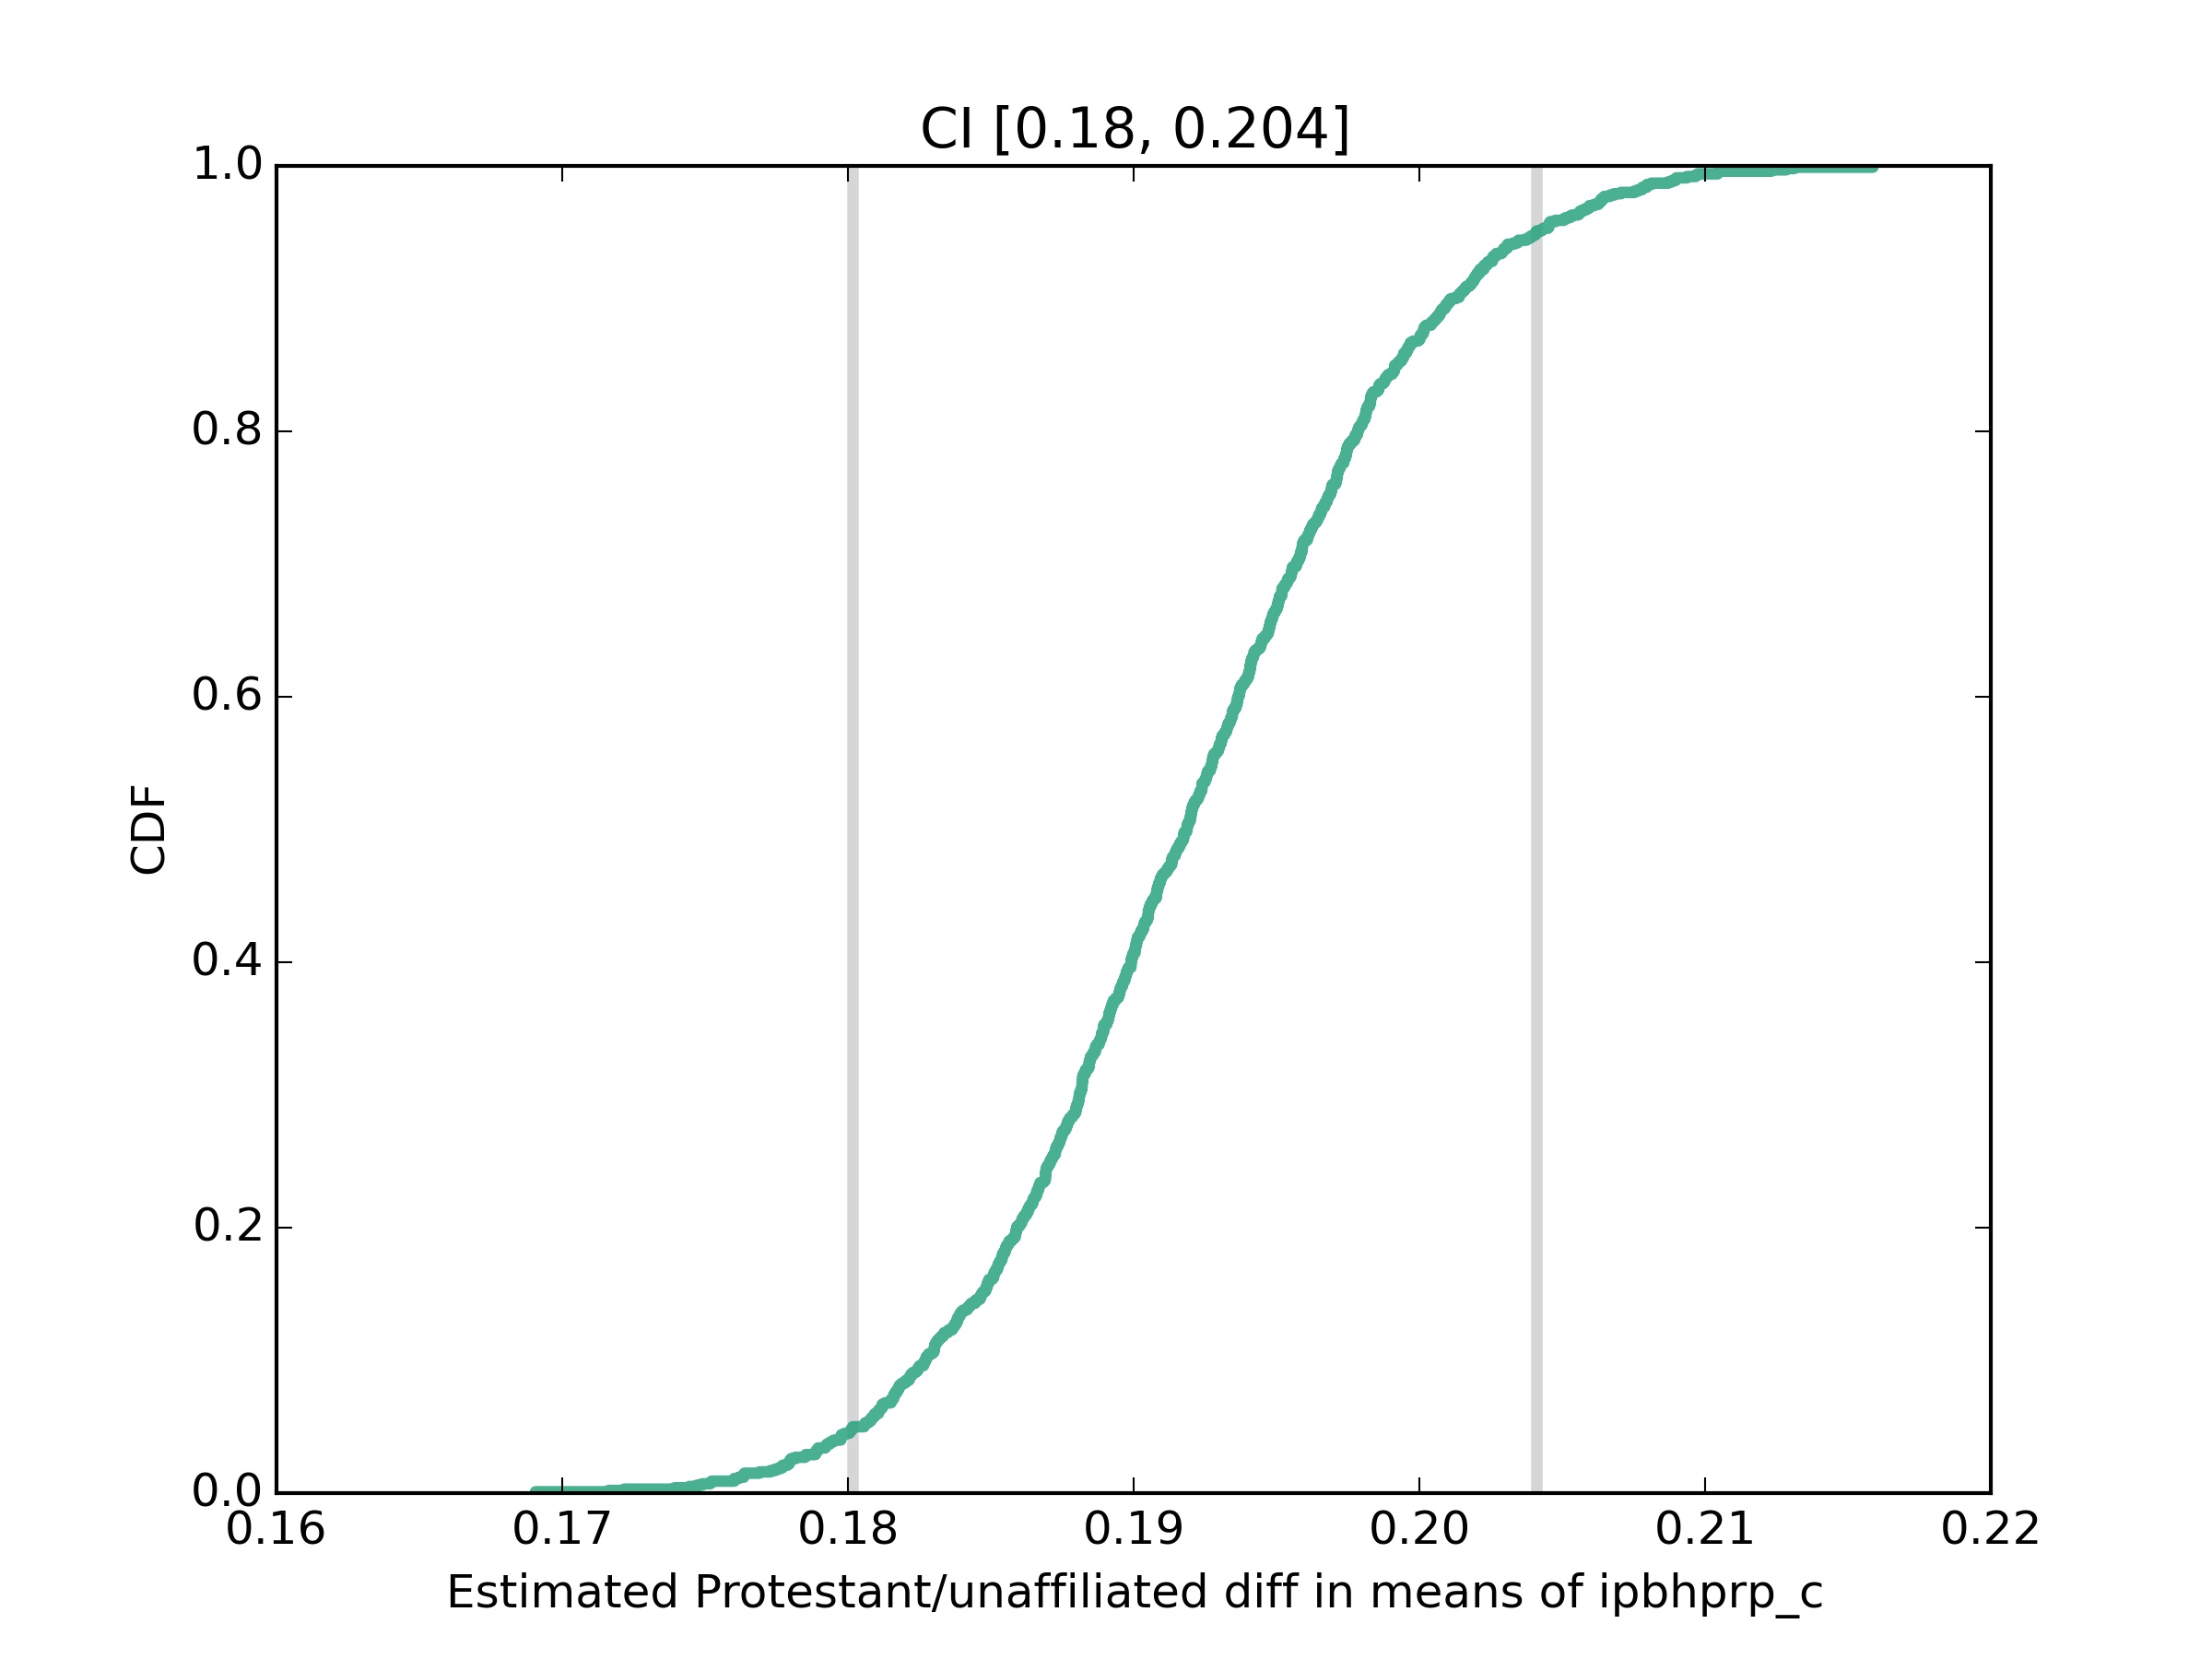 CI [0.18, 0.204]
1.0
0.8
0.6
0.4
0.2
0.0
CDF
0.16 0.17 0.18 0.19 0.20 0.21 0.22
Estimated Protestant/unaffiliated diff in means of ipbhprp_c